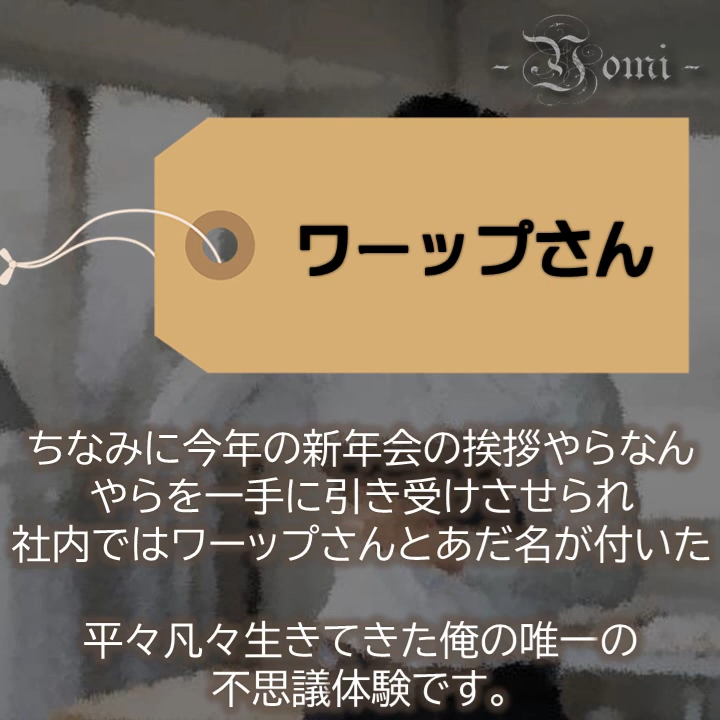 - Yomi -
ワーップさん
ちなみに今年の新年会の挨拶やらなん
やらを一手に引き受けさせられ
社内ではワーップさんとあだ名が付いた
平々凡々生きてきた俺の唯一の
不思議体験です。